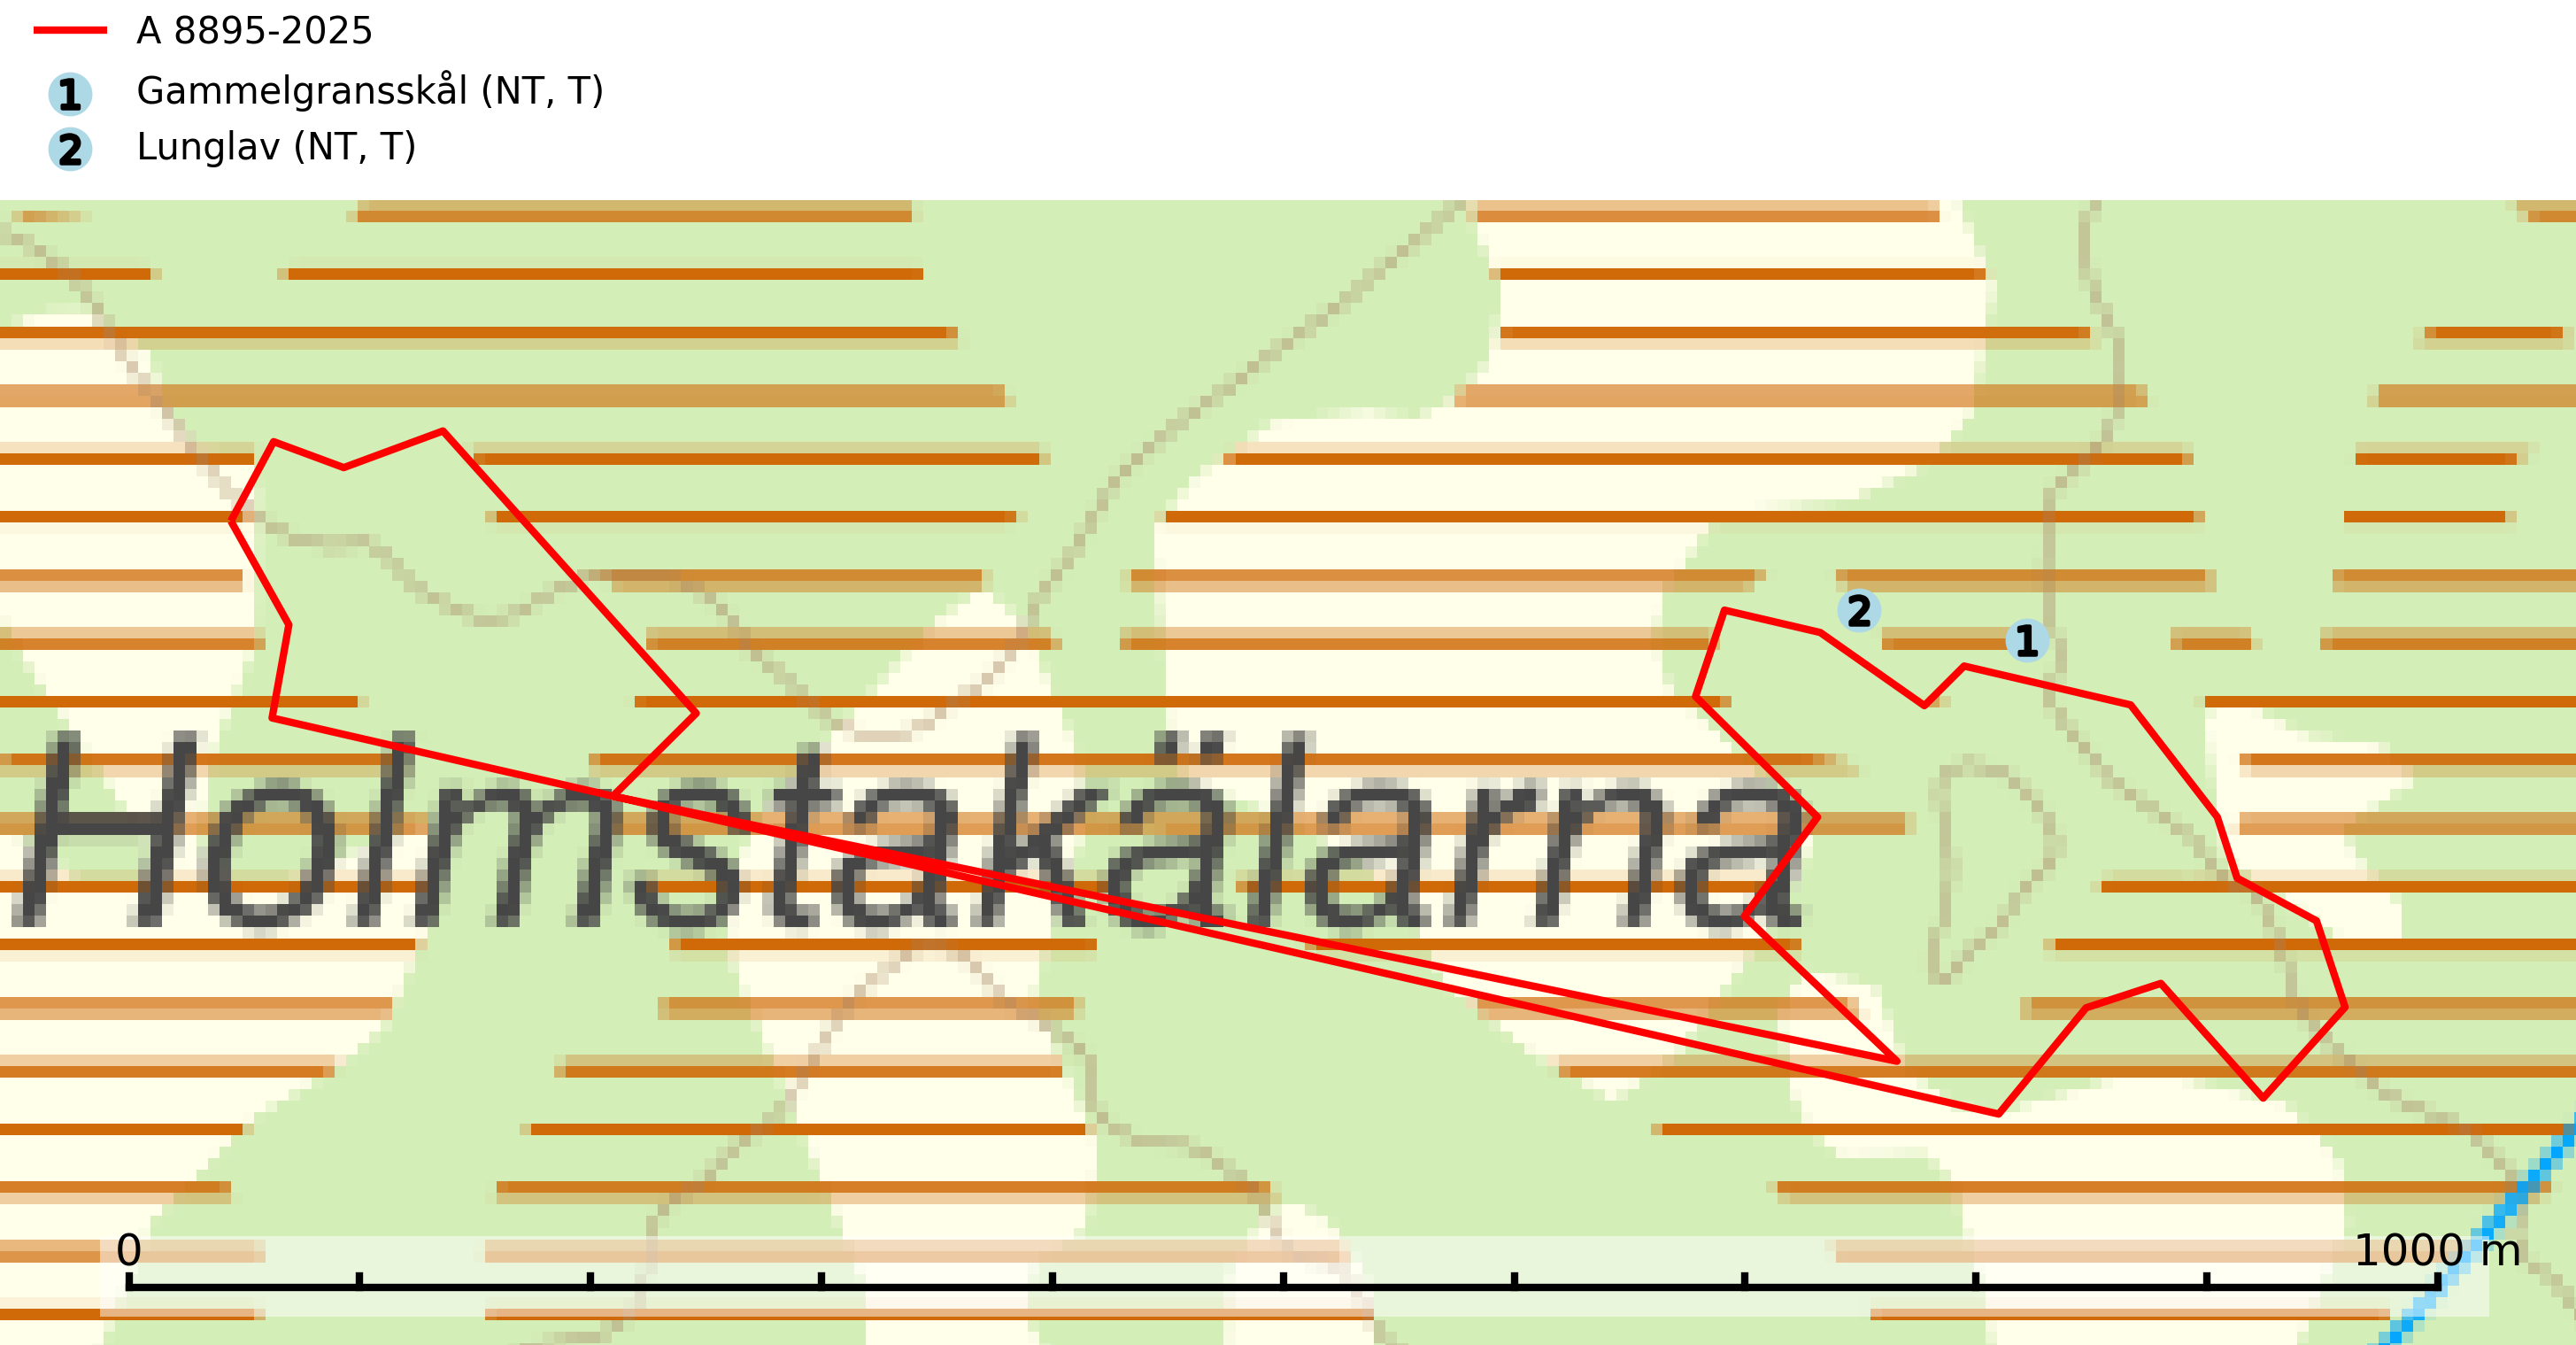 A 8895-2025
1 Gammelgransskål (NT, T)
2 Lunglav (NT, T)
2
1
Holmstakälarna
0 1000 m